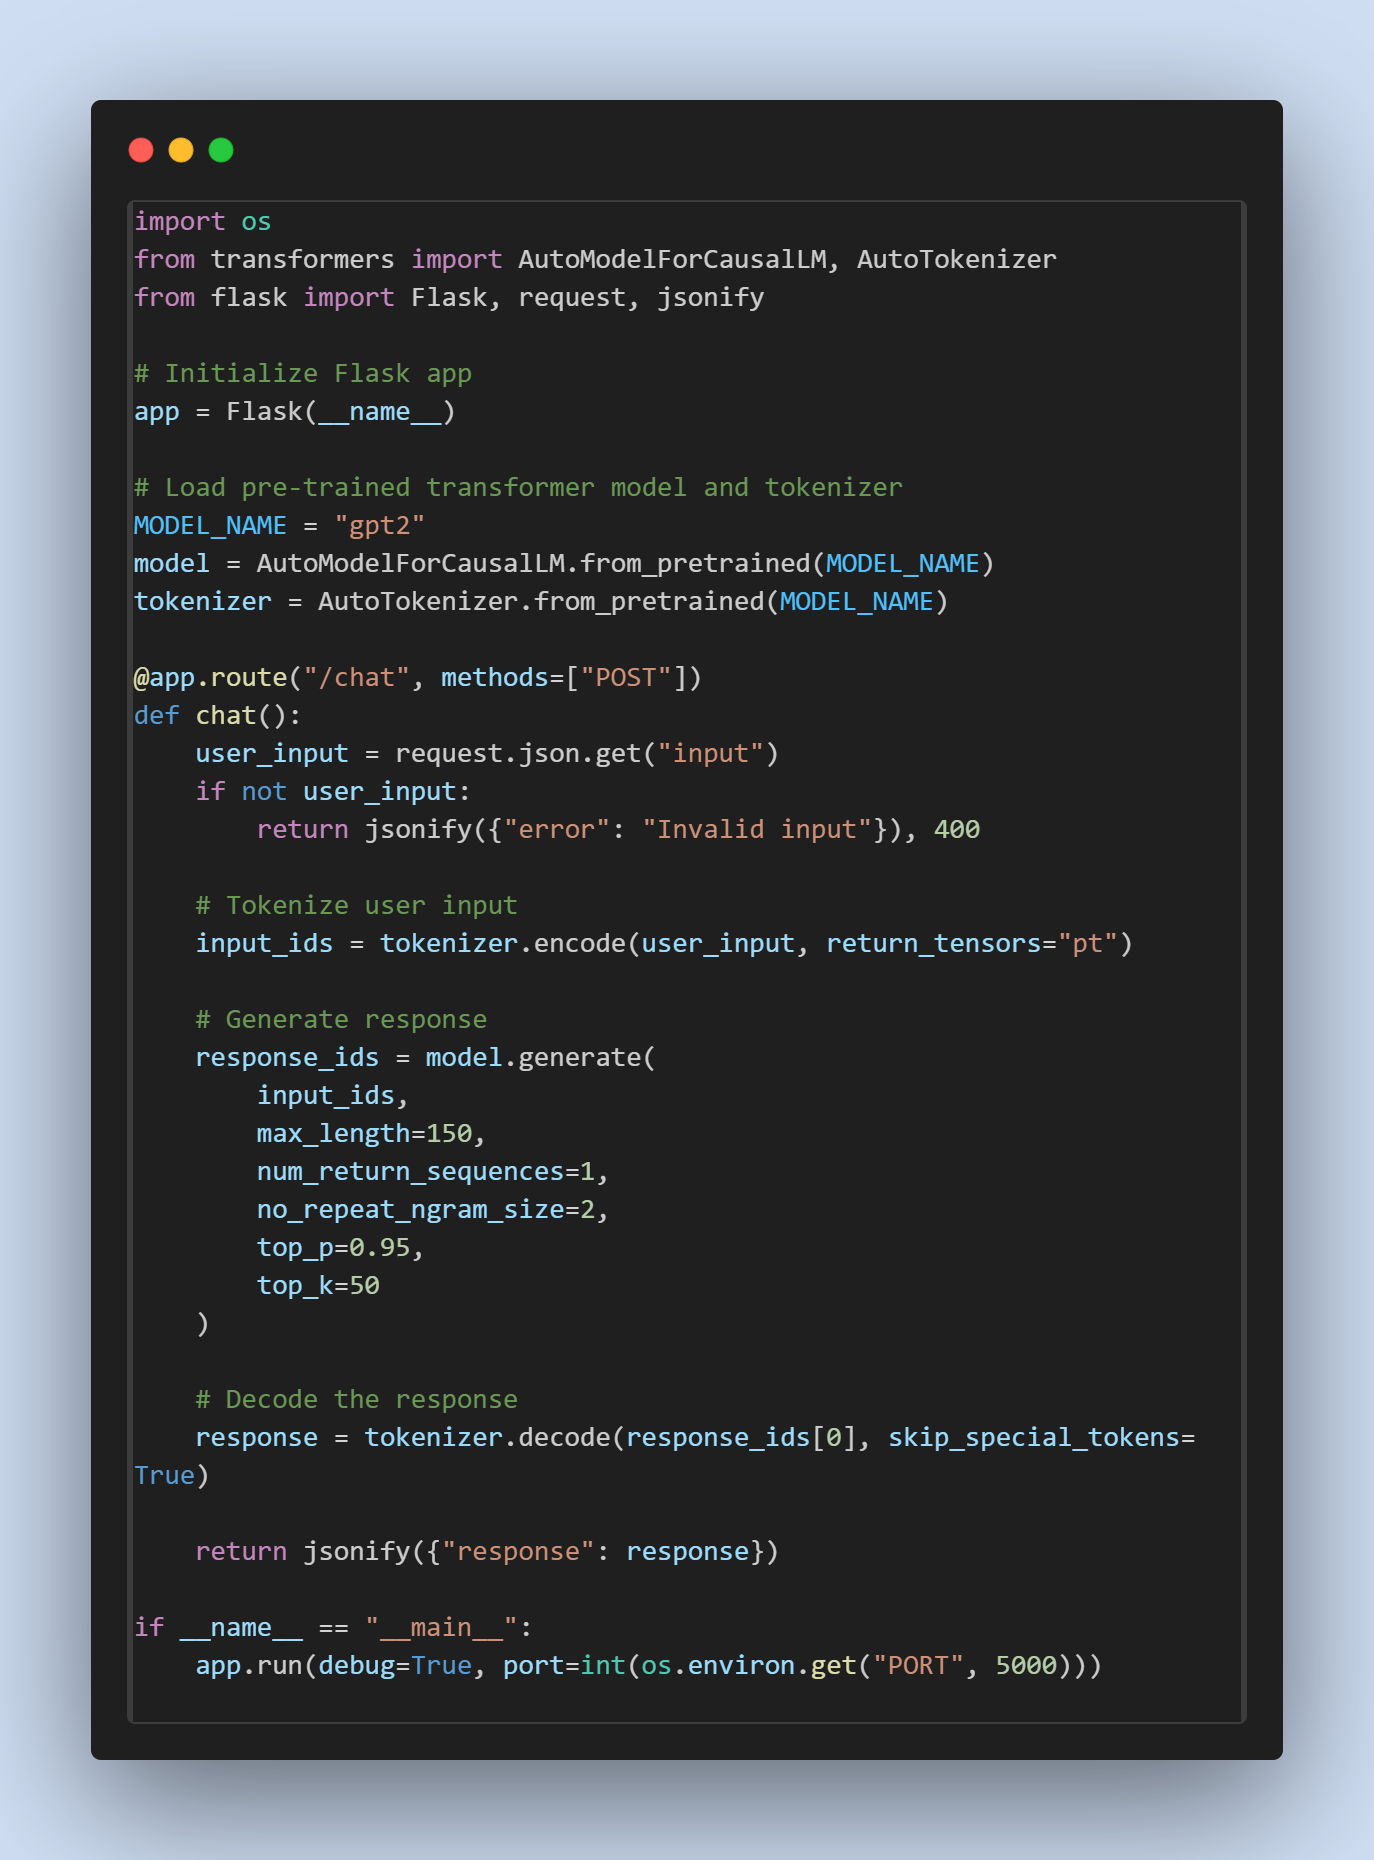 import os
from transformers import AutoModelForCausalLM, AutoTokenizer
from flask import Flask, request, jsonify

# Initialize Flask app
app = Flask(__name__)

# Load pre-trained transformer model and tokenizer
MODEL_NAME = "gpt2"
model = AutoModelForCausalLM.from_pretrained(MODEL_NAME)
tokenizer = AutoTokenizer.from_pretrained(MODEL_NAME)

@app.route("/chat", methods=["POST"])
def chat():
    user_input = request.json.get("input")
    if not user_input:
        return jsonify({"error": "Invalid input"}), 400

    # Tokenize user input
    input_ids = tokenizer.encode(user_input, return_tensors="pt")

    # Generate response
    response_ids = model.generate(
        input_ids,
        max_length=150,
        num_return_sequences=1,
        no_repeat_ngram_size=2,
        top_p=0.95,
        top_k=50
    )

    # Decode the response
    response = tokenizer.decode(response_ids[0], skip_special_tokens=
True)

    return jsonify({"response": response})

if __name__ == "__main__":
    app.run(debug=True, port=int(os.environ.get("PORT", 5000)))